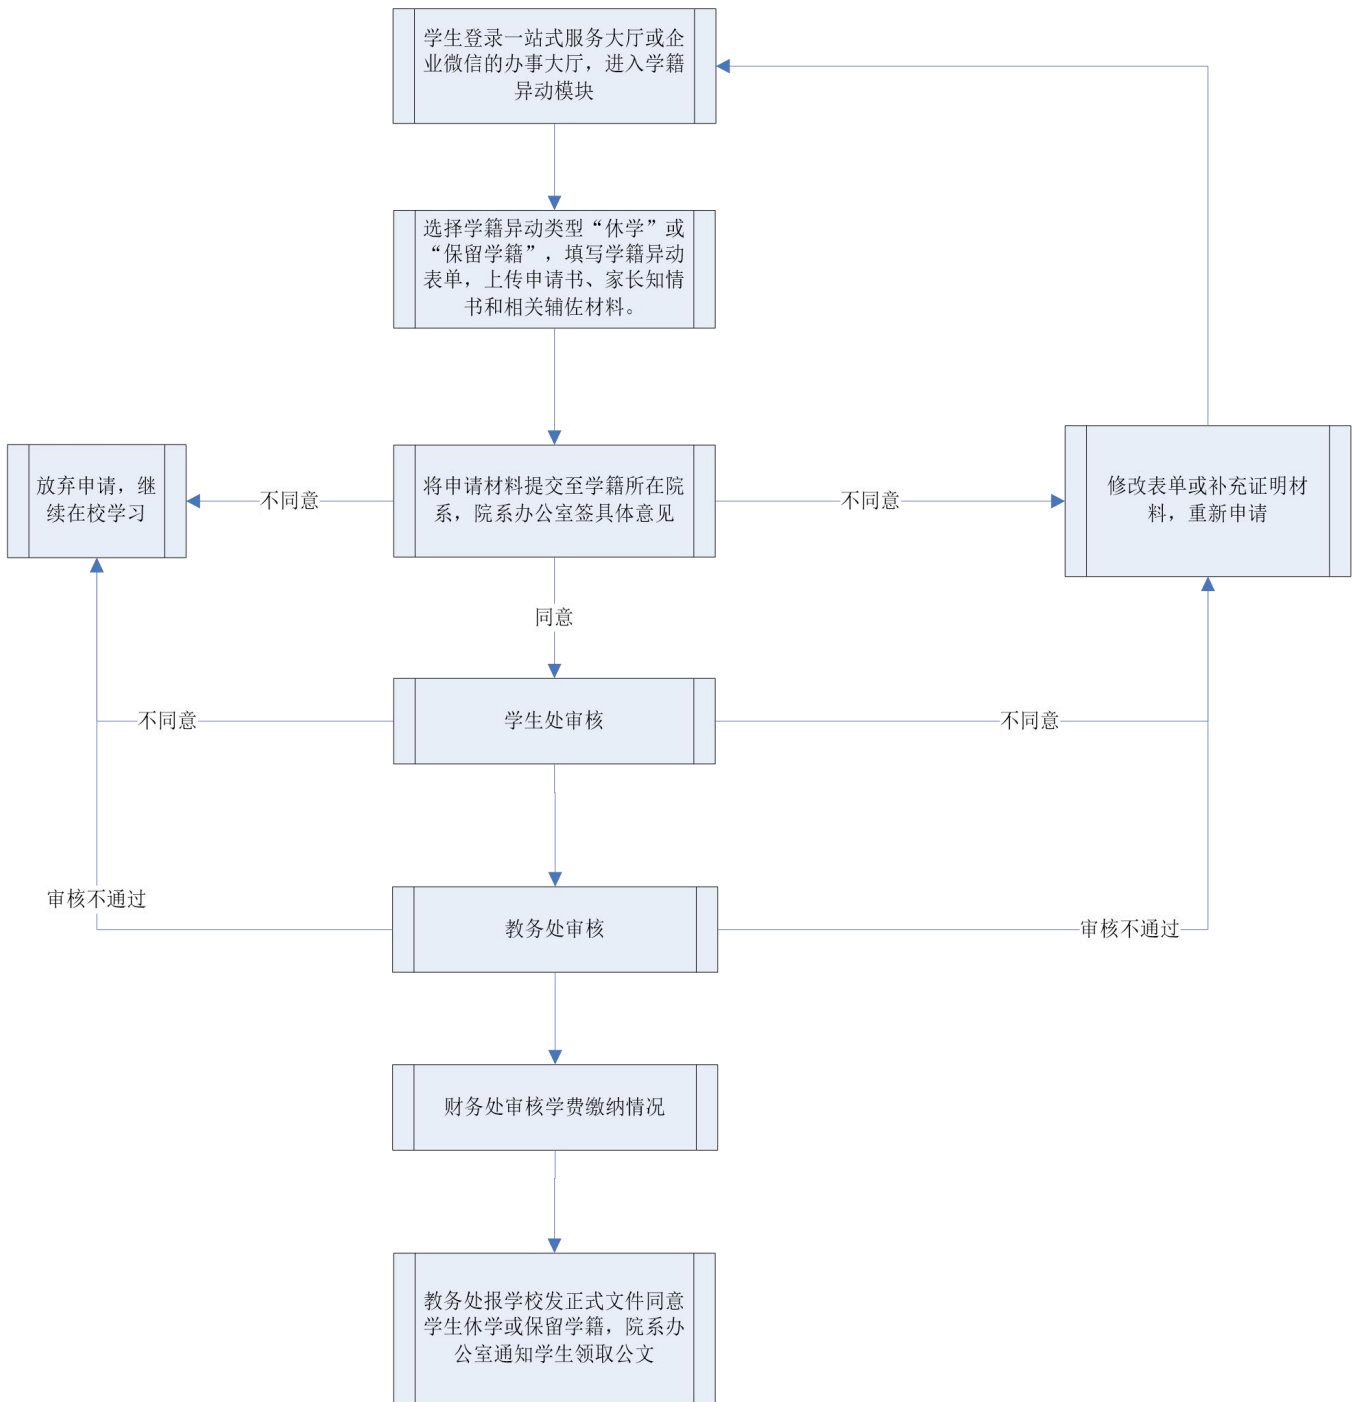 学生登录一站式服务大厅或企
业微信的办事大厅，进入学籍
异动模块
选择学籍异动类型“休学”或
“保留学籍”，填写学籍异动
表单，上传申请书、家长知情
书和相关辅佐材料。
放弃申请，继
续在校学习
不同意
将申请材料提交至学籍所在院
系，院系办公室签具体意见
不同意
修改表单或补充证明材
料，重新申请
同意
不同意
学生处审核
不同意
审核不通过
教务处审核
审核不通过
财务处审核学费缴纳情况
教务处报学校发正式文件同意
学生休学或保留学籍，院系办
公室通知学生领取公文